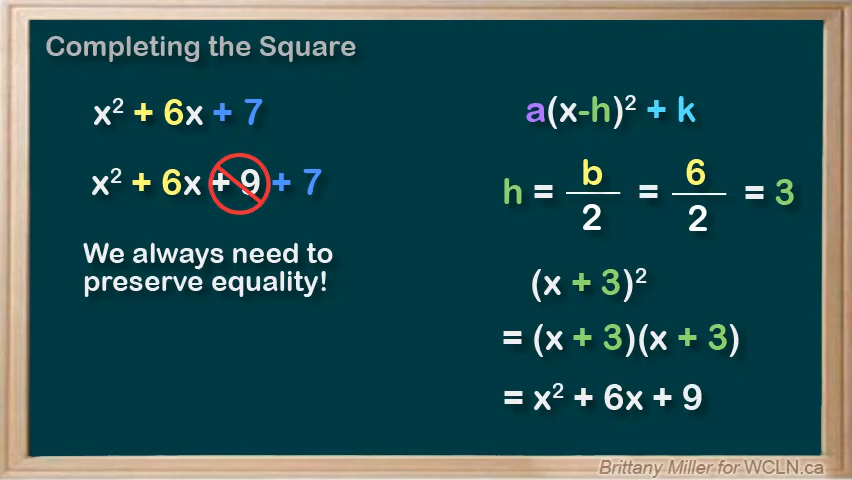 Completing the Square
x² + 6x + 7
x² + 6x + 9 + 7
We always need to
preserve equality!
a(x-h)² + k
h = b/2 = 6/2 = 3
(x + 3)²
= (x + 3)(x + 3)
= x² + 6x + 9
Brittany Miller for WCLN.ca